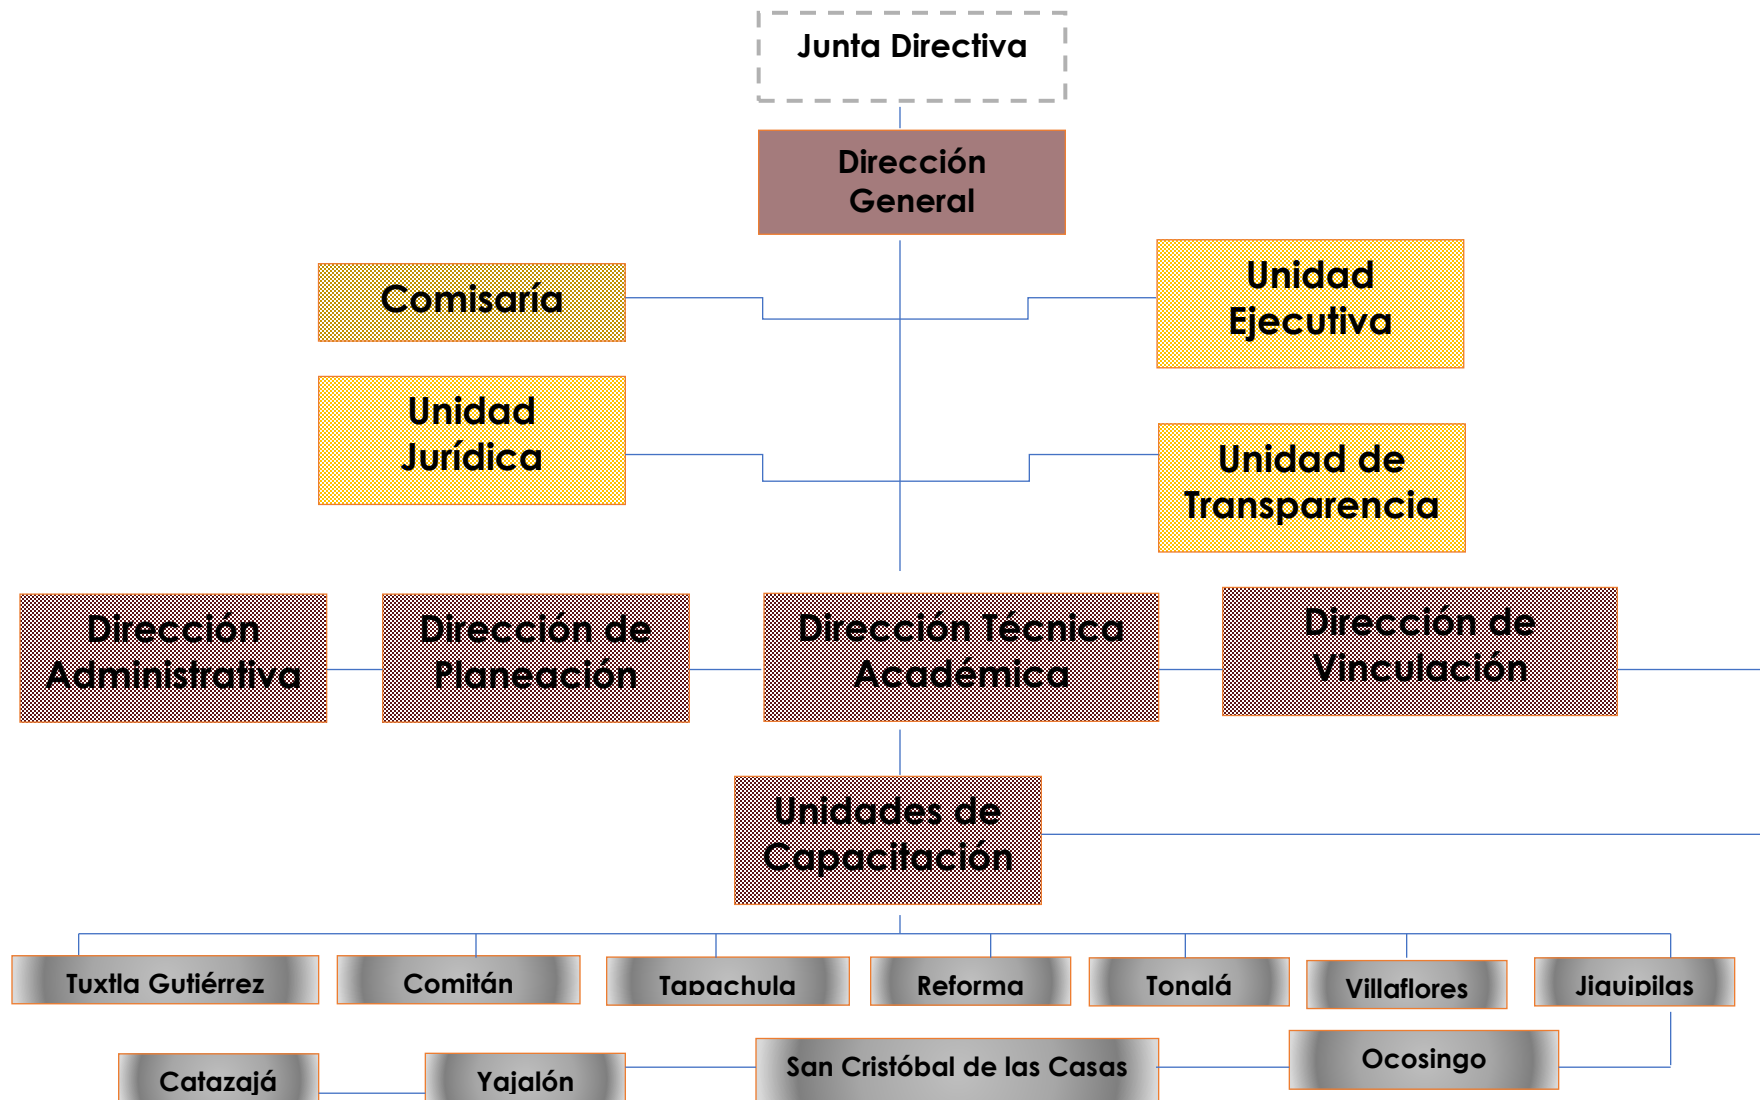 Junta Directiva
Dirección
General
Comisaría
Unidad
Ejecutiva
Unidad
Jurídica
Unidad de
Transparencia
Dirección
Administrativa
Dirección de
Planeación
Dirección Técnica
Académica
Dirección de
Vinculación
Unidades de
Capacitación
Tuxtla Gutiérrez
Comitán
Tapachula
Reforma
Tonalá
Villaflores
Jiquipilas
Catazajá
Yajalón
San Cristóbal de las Casas
Ocosingo